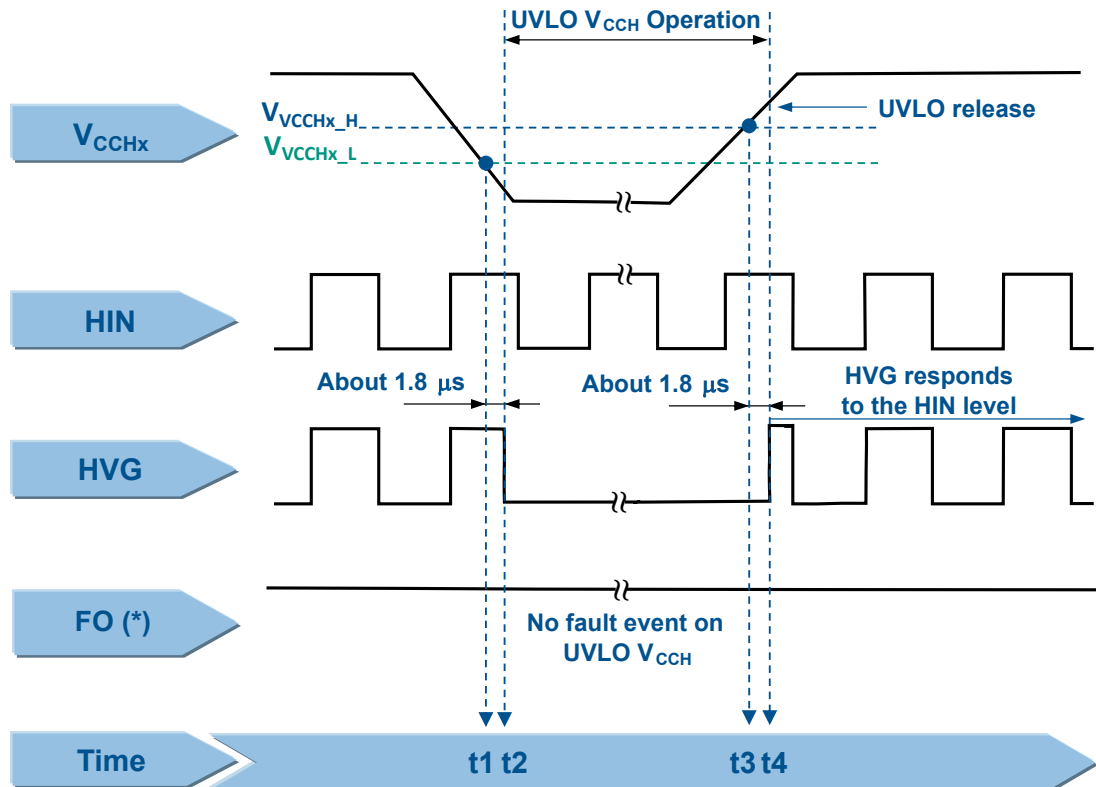 UVLO VCCH Operation
VCCHx
VVCCHx_H
VVCCHx_L
UVLO release
HIN
About 1.8 μs
About 1.8 μs
HVG responds
to the HIN level
HVG
FO (*)
No fault event on
UVLO VCCH
Time
t1 t2
t3 t4